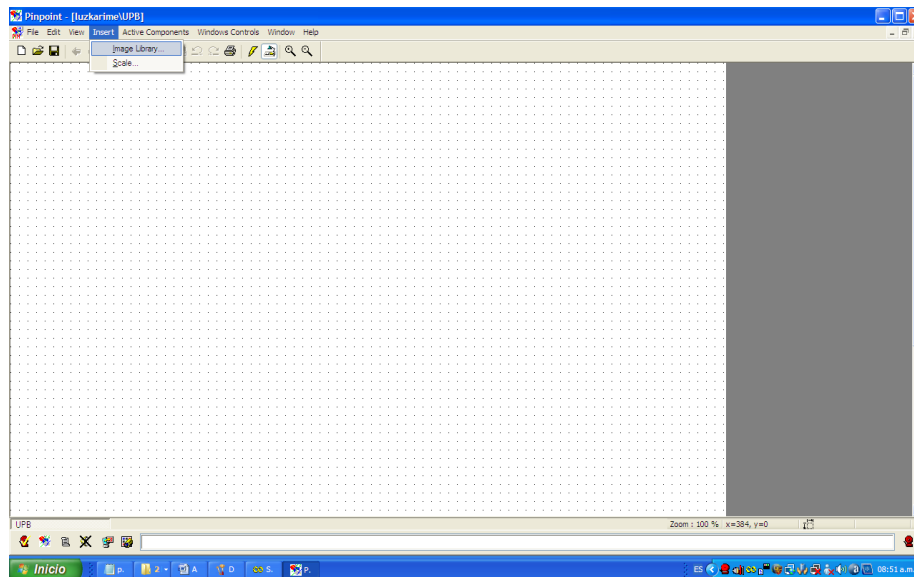 Pinpoint - [luzkarime\UPB]
File Edit View Insert Active Components Windows Controls Window Help
Image Library...
Scale...
UPB
Zoom : 100 % x=384, y=0
Inicio p. 2 A D S. P. ES 08:51 a.m.